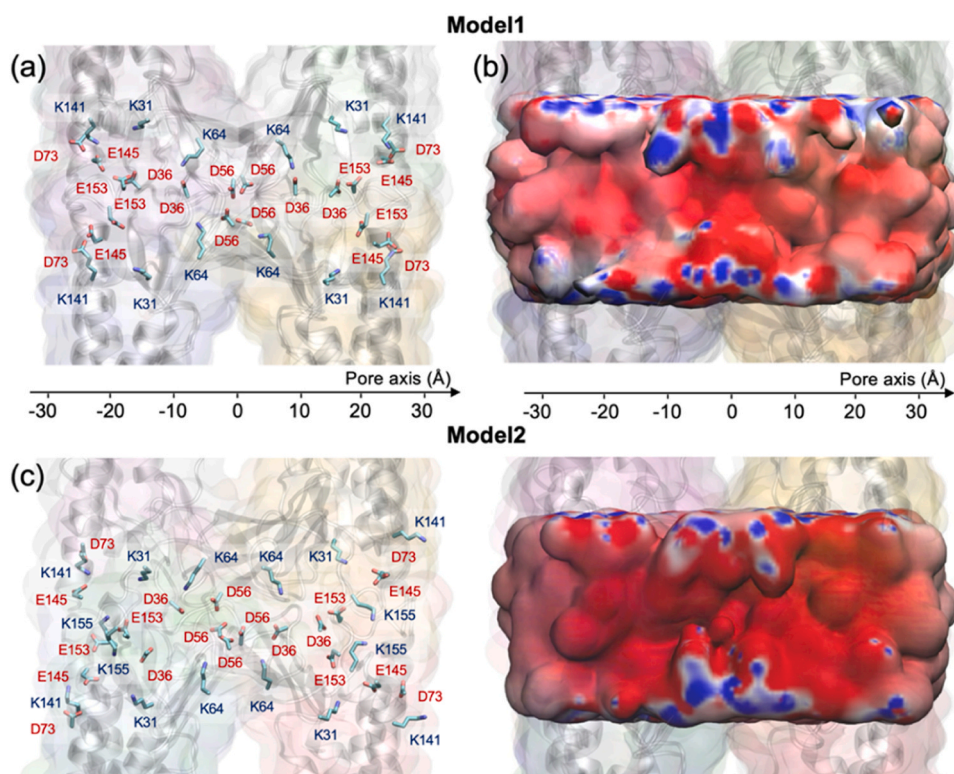 Model1
(a)
(b)
K141 K31 K64 K64 K31 K141
D73 E145 D56 D56 E153 D73
E153 D36 D36 D36 E145
E153 D36 D56 E153
D56
D73 E145 E145 D73
K141 K31 K64 K64 K31 K141
Pore axis (Å)
-30 -20 -10 0 10 20 30
Pore axis (Å)
-30 -20 -10 0 10 20 30
Model2
(c)
K141
D73 K31 K64 K64 K31 D73
K141
E145 D36 D56 E153 E145
K155 E153 D56 D36 K155
E153 D56 D36 K155
K155 D56 E153
E145 D36 E145
K141 K31 K64 K64 D73
D73 K31 K141